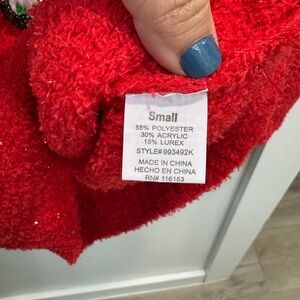 Small
55% POLYESTER
30% ACRYLIC
15% LUREX
STYLE#993492K
MADE IN CHINA
HECHO EN CHINA
RN# 116153